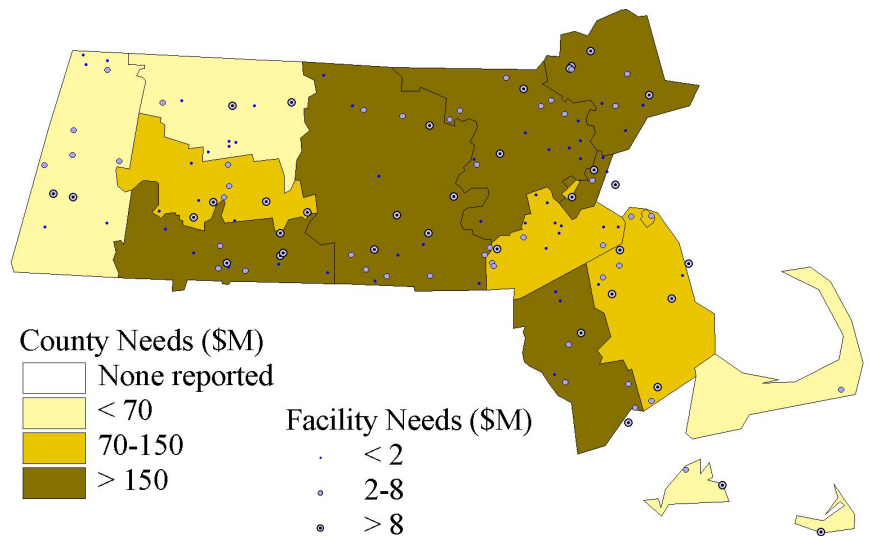 County Needs ($M)
None reported
< 70
70-150
> 150
Facility Needs ($M)
< 2
2-8
> 8